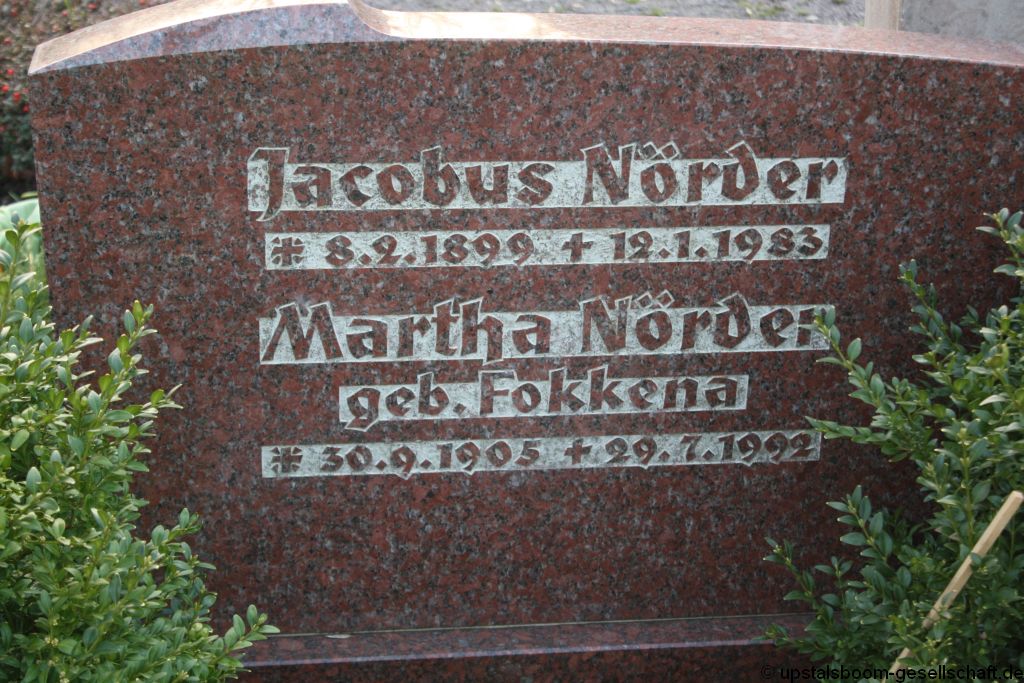 Jacobus Nörder
* 8.2.1899 + 12.1.1983
Martha Nörder
geb. Fokkena
* 30.9.1905 + 29.7.1992
© upstalsboom-gesellschaft.de